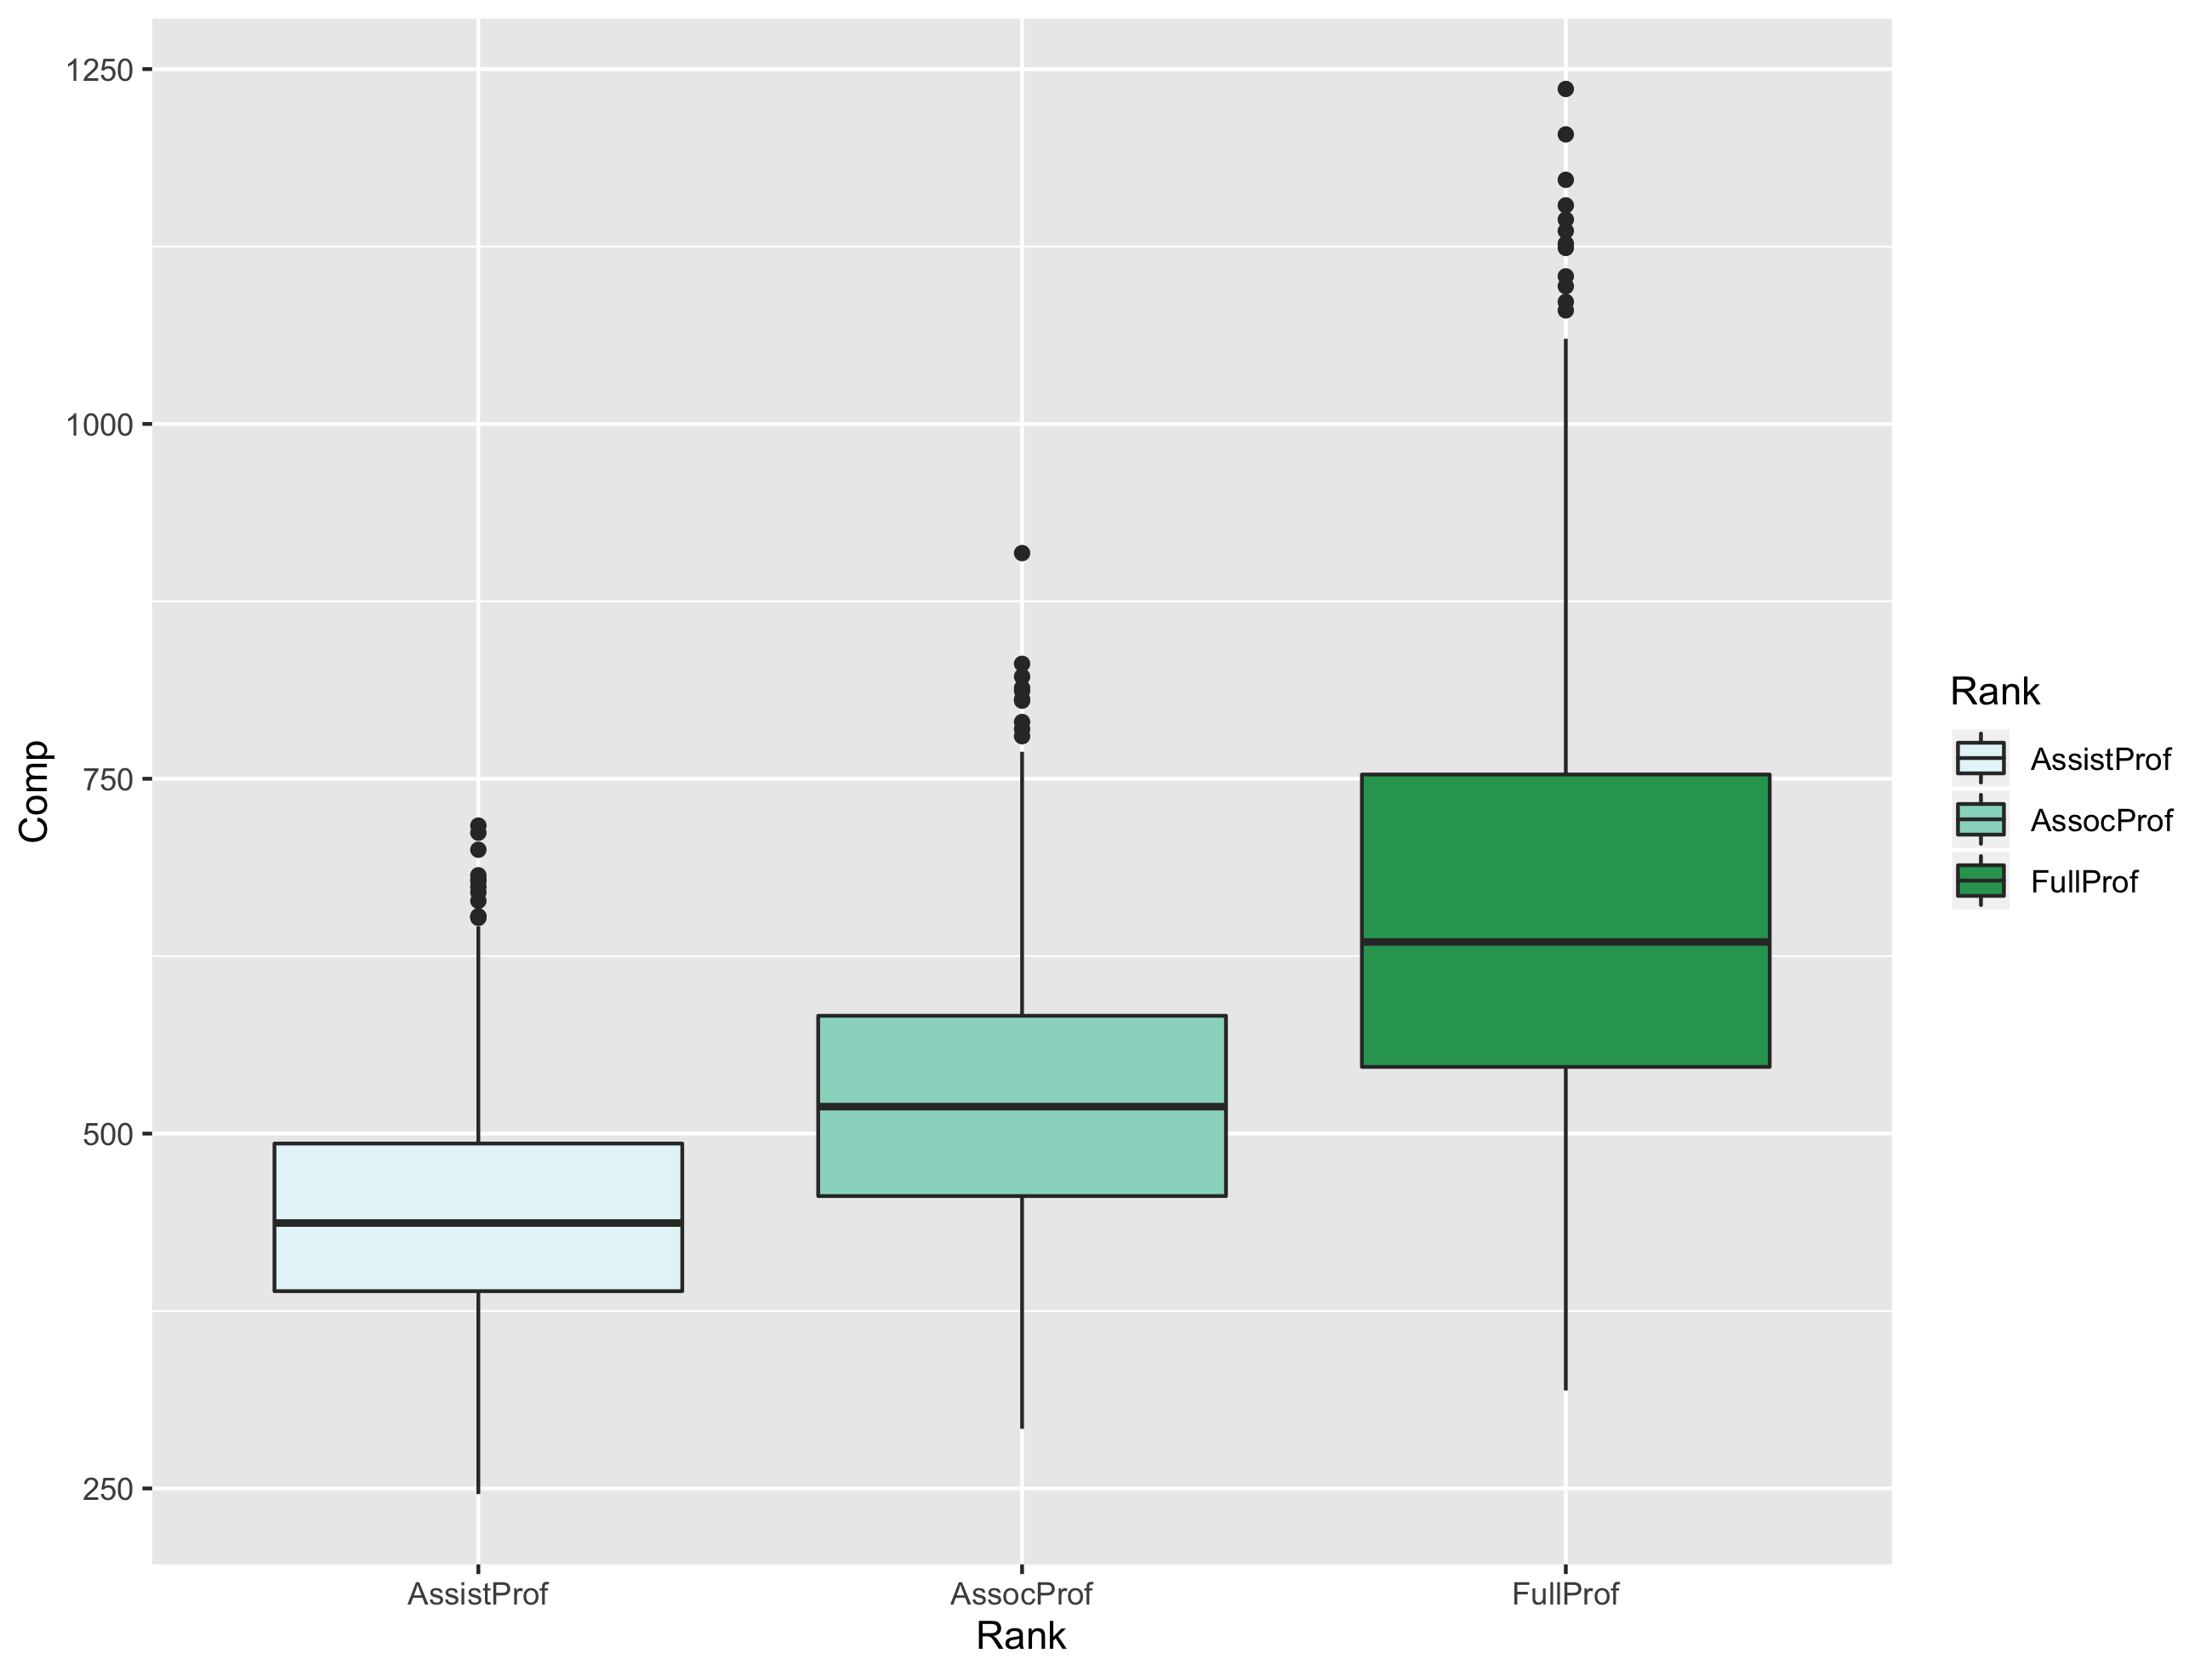 1250
1000
750
500
250
Comp
AssistProf
AssocProf
FullProf
Rank
Rank
AssistProf
AssocProf
FullProf